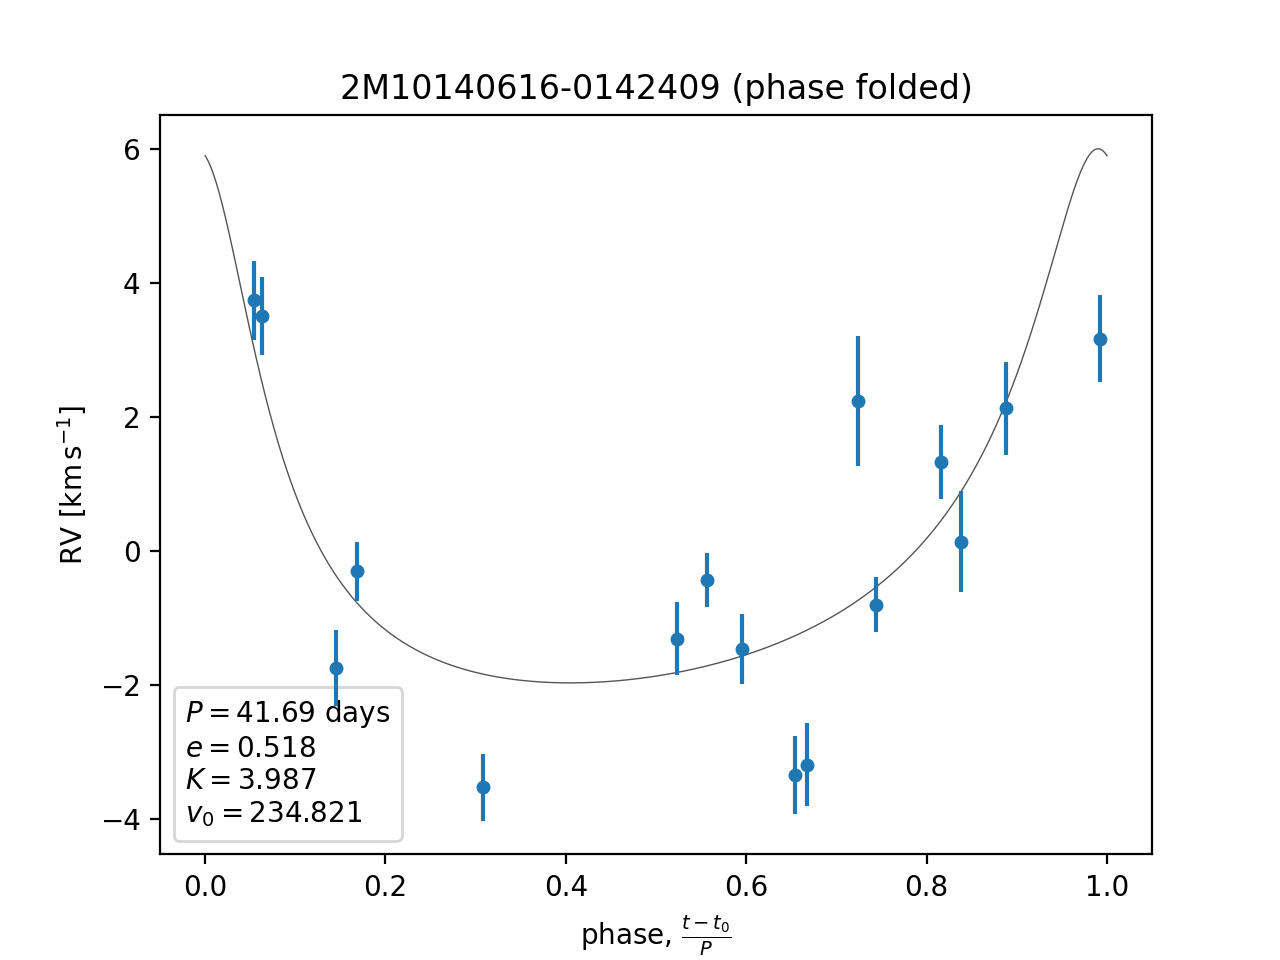 2M10140616-0142409 (phase folded)
6
4
2
0
−2
−4
RV [km s⁻¹]
P = 41.69 days
e = 0.518
K = 3.987
v₀ = 234.821
0.0 0.2 0.4 0.6 0.8 1.0
phase, (t − t₀)/P